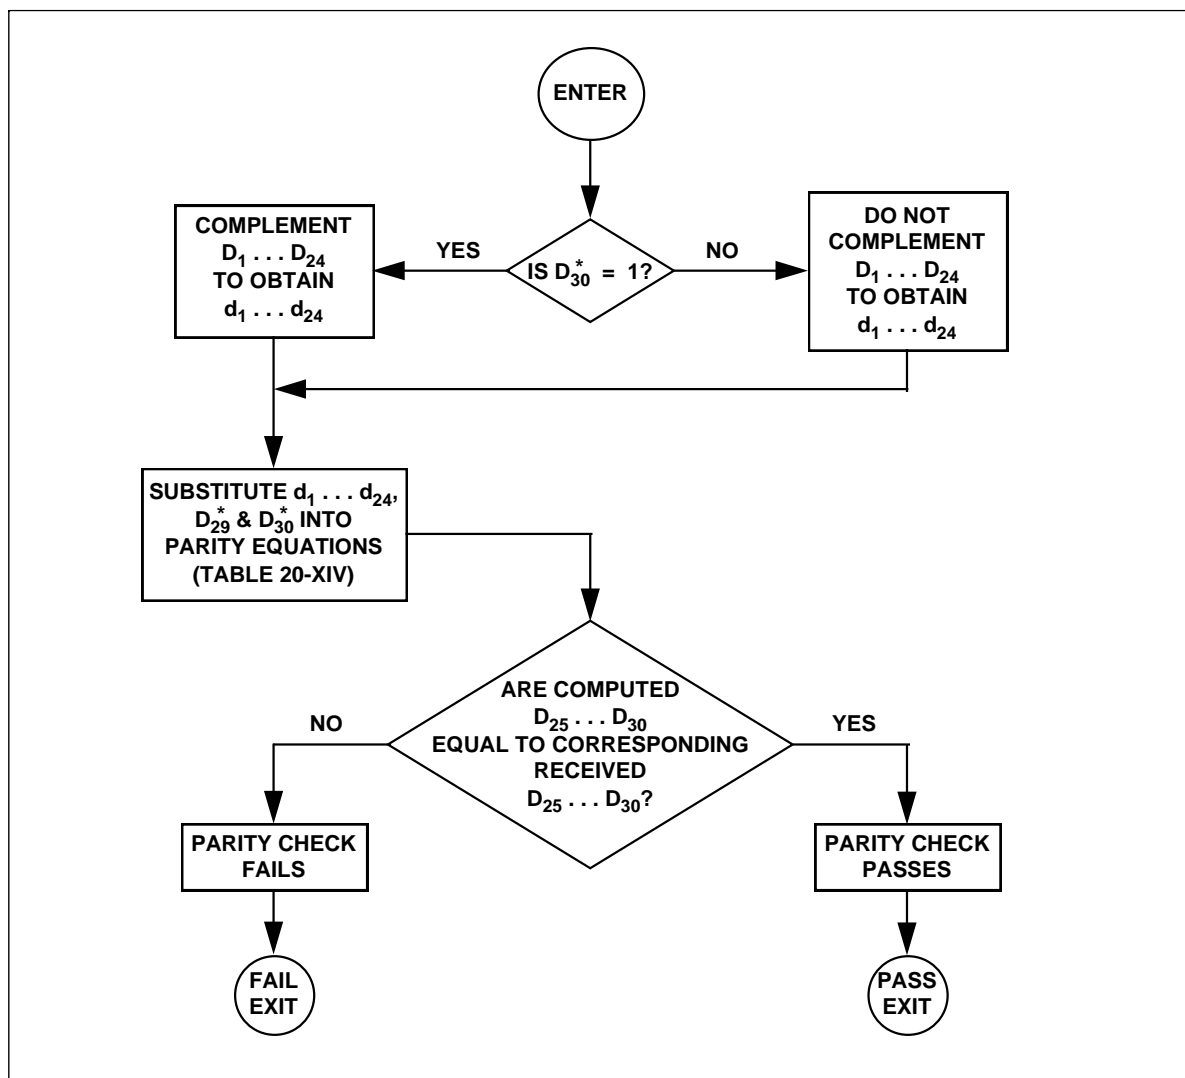 ENTER
COMPLEMENT
D₁ . . . D₂₄
TO OBTAIN
d₁ . . . d₂₄
YES
IS D*₃₀ = 1?
NO
DO NOT
COMPLEMENT
D₁ . . . D₂₄
TO OBTAIN
d₁ . . . d₂₄
SUBSTITUTE d₁ . . . d₂₄,
D*₂₉ & D*₃₀ INTO
PARITY EQUATIONS
(TABLE 20-XIV)
ARE COMPUTED
D₂₅ . . . D₃₀
EQUAL TO CORRESPONDING
RECEIVED
D₂₅ . . . D₃₀?
NO
YES
PARITY CHECK
FAILS
PARITY CHECK
PASSES
FAIL
EXIT
PASS
EXIT